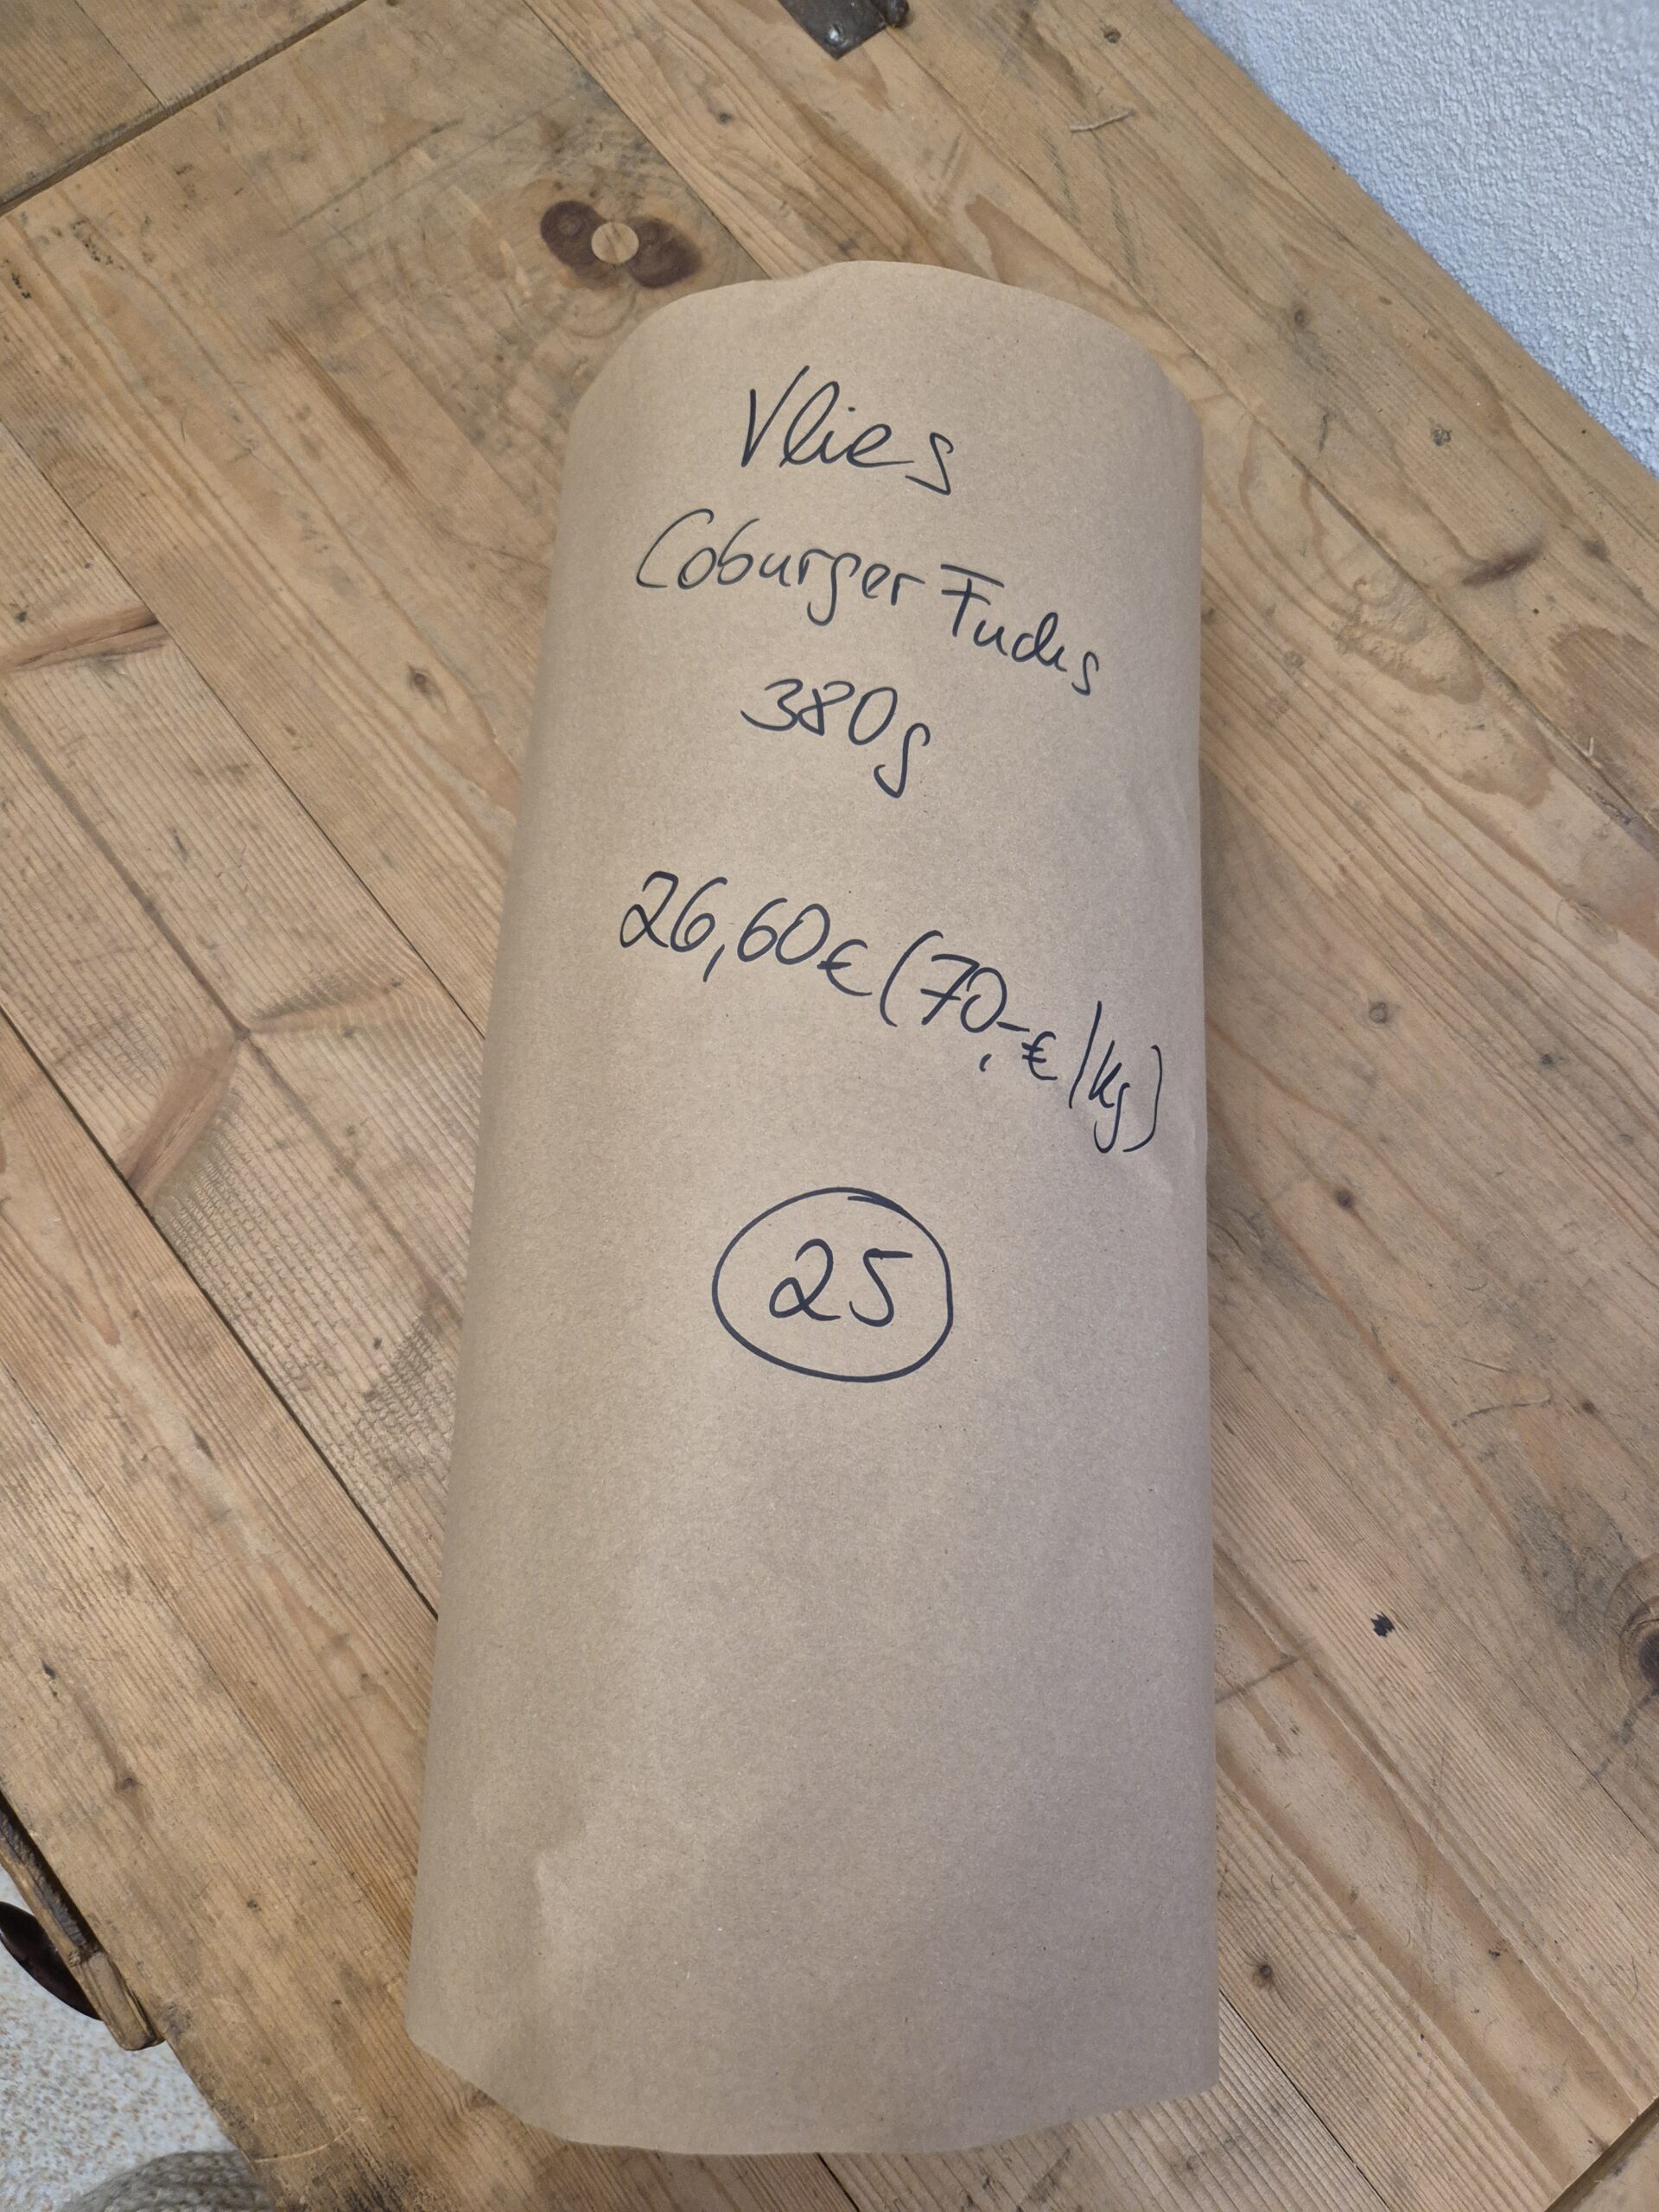 Vlies
Coburger Fuchs
380g
26,60€ (70,-€/kg)
25